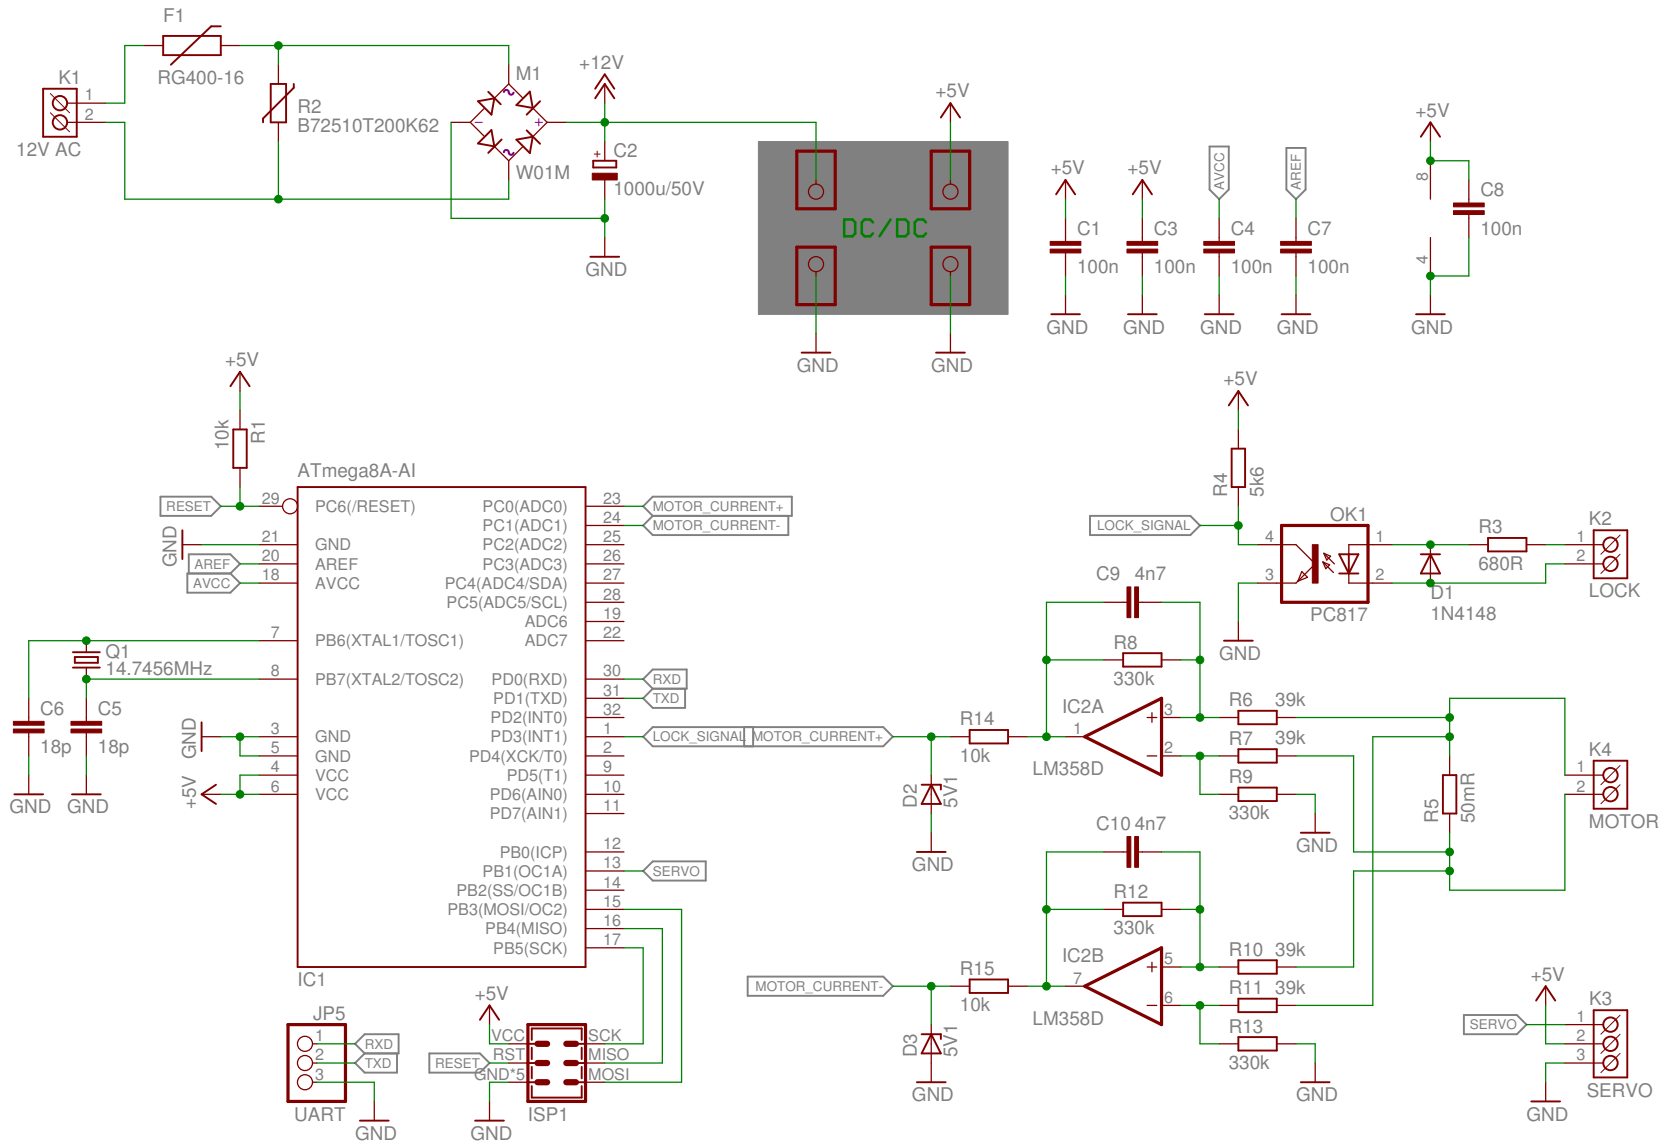 F1
RG400-16
K1
1
2
12V AC
R2
B72510T200K62
M1
W01M
+12V
C2
1000u/50V
GND
+5V
DC/DC
GND
GND
+5V
C1
100n
GND
+5V
C3
100n
GND
AVCC
C4
100n
GND
AREF
C7
100n
GND
+5V
8
4
C8
100n
GND
+5V
10k
R1
ATmega8A-AI
RESET
29
PC6(/RESET)
GND
21
GND
AREF
20
AREF
AVCC
18
AVCC
7
PB6(XTAL1/TOSC1)
Q1
14.7456MHz
8
PB7(XTAL2/TOSC2)
C6
18p
GND
C5
18p
GND
GND
3
GND
5
GND
4
VCC
+5V
6
VCC
PC0(ADC0)
23
MOTOR_CURRENT+
PC1(ADC1)
24
MOTOR_CURRENT-
PC2(ADC2)
25
PC3(ADC3)
26
PC4(ADC4/SDA)
27
PC5(ADC5/SCL)
28
ADC6
19
ADC7
22
PD0(RXD)
30
RXD
PD1(TXD)
31
TXD
PD2(INT0)
32
PD3(INT1)
1
LOCK_SIGNAL
PD4(XCK/T0)
2
PD5(T1)
9
PD6(AIN0)
10
PD7(AIN1)
11
PB0(ICP)
12
PB1(OC1A)
13
SERVO
PB2(SS/OC1B)
14
PB3(MOSI/OC2)
15
PB4(MISO)
16
PB5(SCK)
17
IC1
JP5
1
RXD
2
TXD
3
UART
GND
+5V
VCC
SCK
RESET
RST
MISO
GND*5
MOSI
ISP1
GND
+5V
R4
5k6
LOCK_SIGNAL
OK1
4
3
1
2
PC817
GND
D1
1N4148
R3
680R
K2
1
2
LOCK
C9
4n7
R8
330k
IC2A
1
3
2
LM358D
MOTOR_CURRENT+
R14
10k
D2
5V1
GND
R6
39k
R7
39k
R9
330k
GND
R5
50mR
K4
1
2
MOTOR
C10
4n7
R12
330k
IC2B
7
5
6
LM358D
MOTOR_CURRENT-
R15
10k
D3
5V1
GND
R10
39k
R11
39k
R13
330k
GND
+5V
K3
SERVO
1
2
3
SERVO
GND